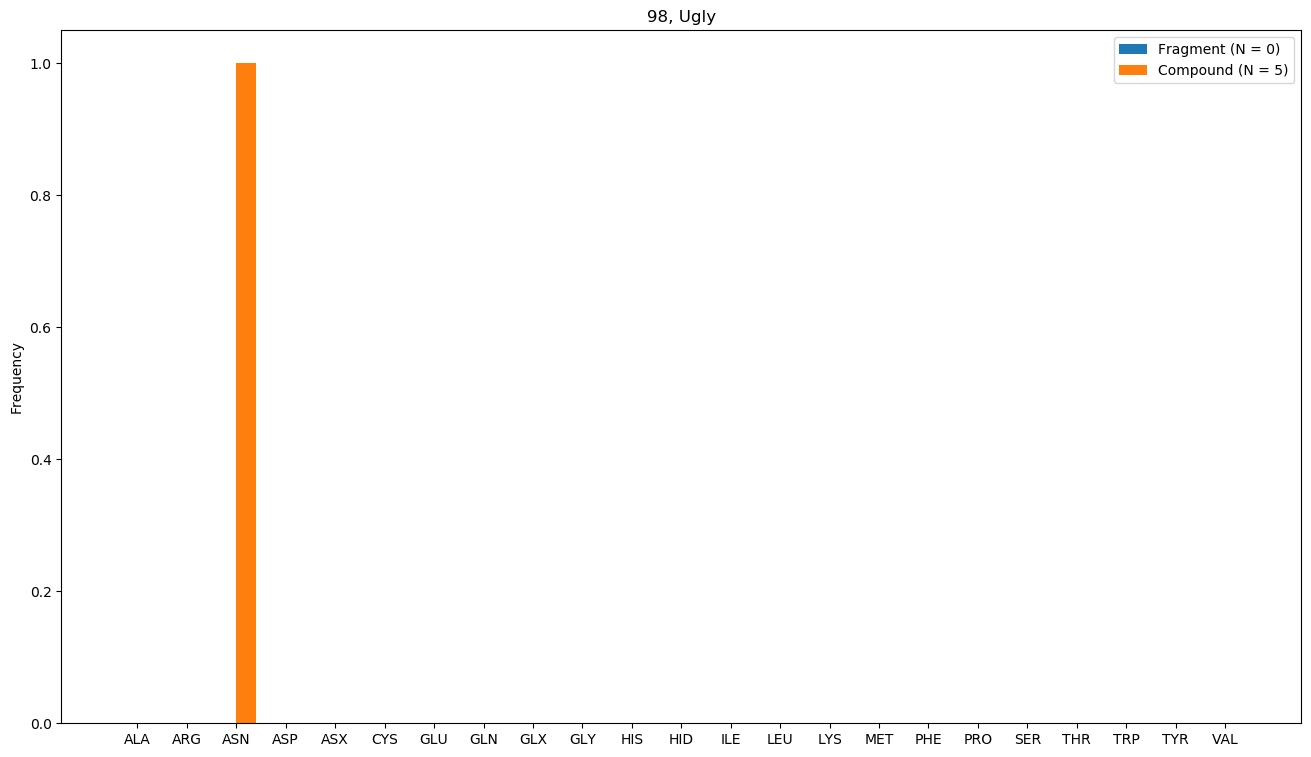 98, Ugly
Fragment (N = 0)
Compound (N = 5)
Frequency
1.0
0.8
0.6
0.4
0.2
0.0
ALA ARG ASN ASP ASX CYS GLU GLN GLX GLY HIS HID ILE LEU LYS MET PHE PRO SER THR TRP TYR VAL